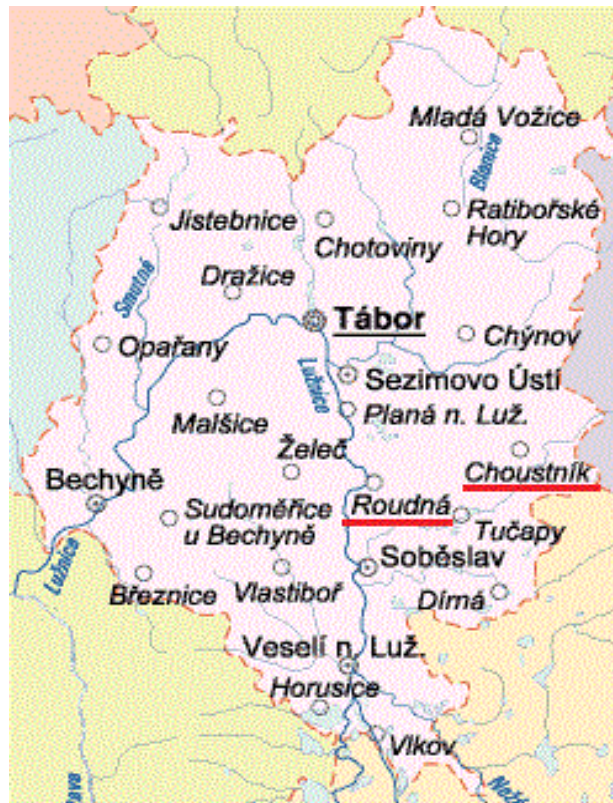 Mladá Vožice
Blanice
Jistebnice
Ratibořské
Hory
Chotoviny
Smutná
Dražice
Tábor
Chýnov
Opařany
Lužnice
Sezimovo Ústí
Malšice
Planá n. Luž.
Želeč
Choustník
Bechyně
Roudná
Sudoměřice
u Bechyně
Tučapy
Lužnice
Soběslav
Březnice
Vlastiboř
Dírná
Veselí n. Luž.
Horusice
Vlkov